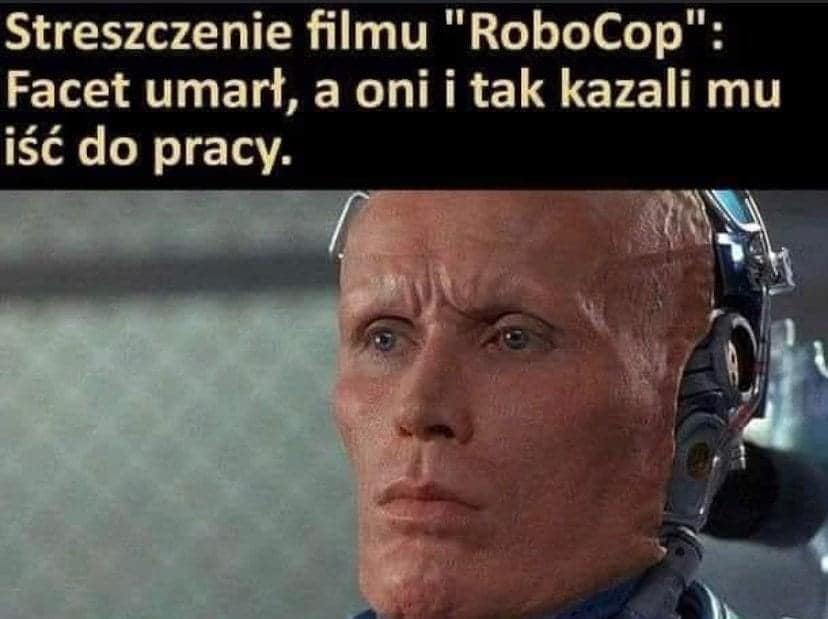 Streszczenie filmu "RoboCop":
Facet umarł, a oni i tak kazali mu
iść do pracy.